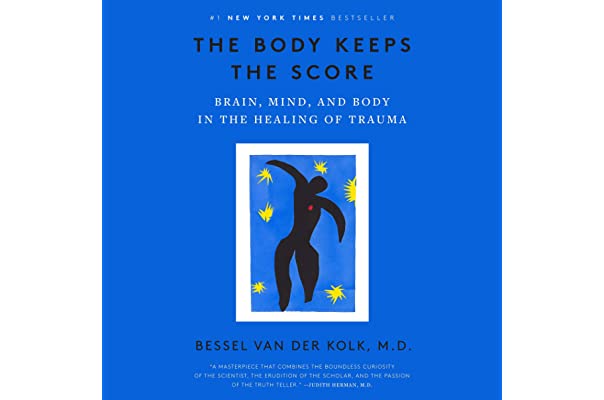 #1 NEW YORK TIMES BESTSELLER
THE BODY KEEPS
THE SCORE
BRAIN, MIND, AND BODY
IN THE HEALING OF TRAUMA
BESSEL VAN DER KOLK, M.D.
"A MASTERPIECE THAT COMBINES THE BOUNDLESS CURIOSITY
OF THE SCIENTIST, THE ERUDITION OF THE SCHOLAR, AND THE PASSION
OF THE TRUTH TELLER." —JUDITH HERMAN, M.D.